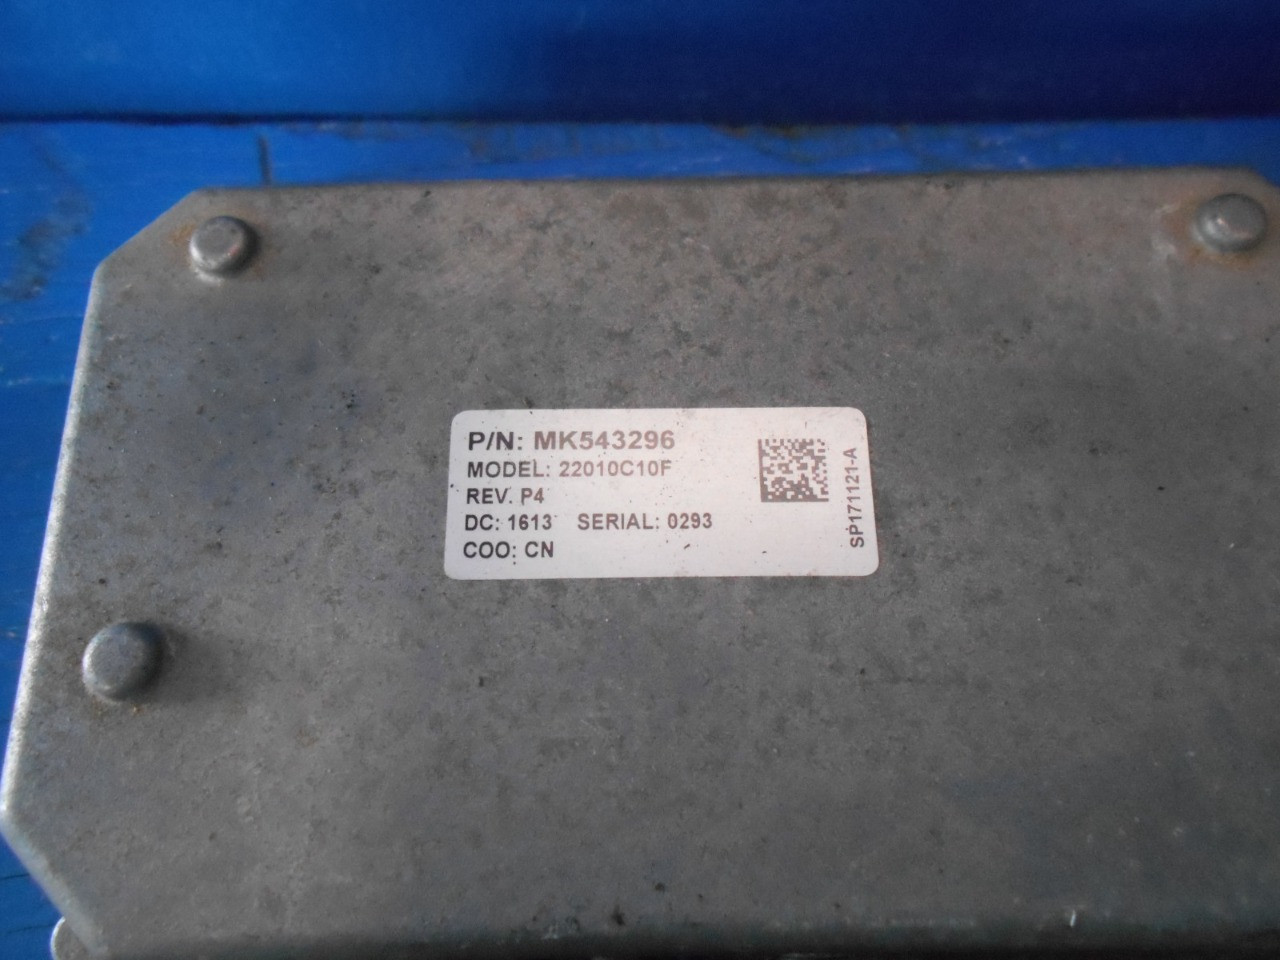 P/N: MK543296
MODEL: 22010C10F
REV. P4
DC: 1613 SERIAL: 0293
COO: CN
SP171121-A